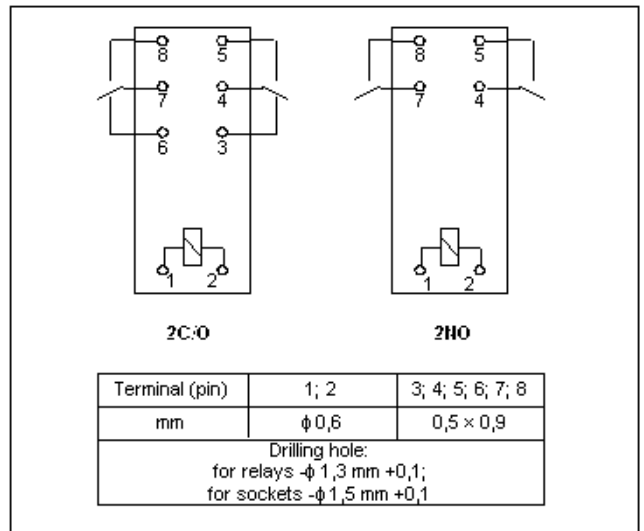 8 5
7 4
6 3
1 2
8 5
7 4
1 2
2C/O
2NO
Terminal (pin) 1; 2 3; 4; 5; 6; 7; 8
mm ϕ 0,6 0,5 × 0,9
Drilling hole:
for relays -ϕ 1,3 mm +0,1;
for sockets -ϕ 1,5 mm +0,1